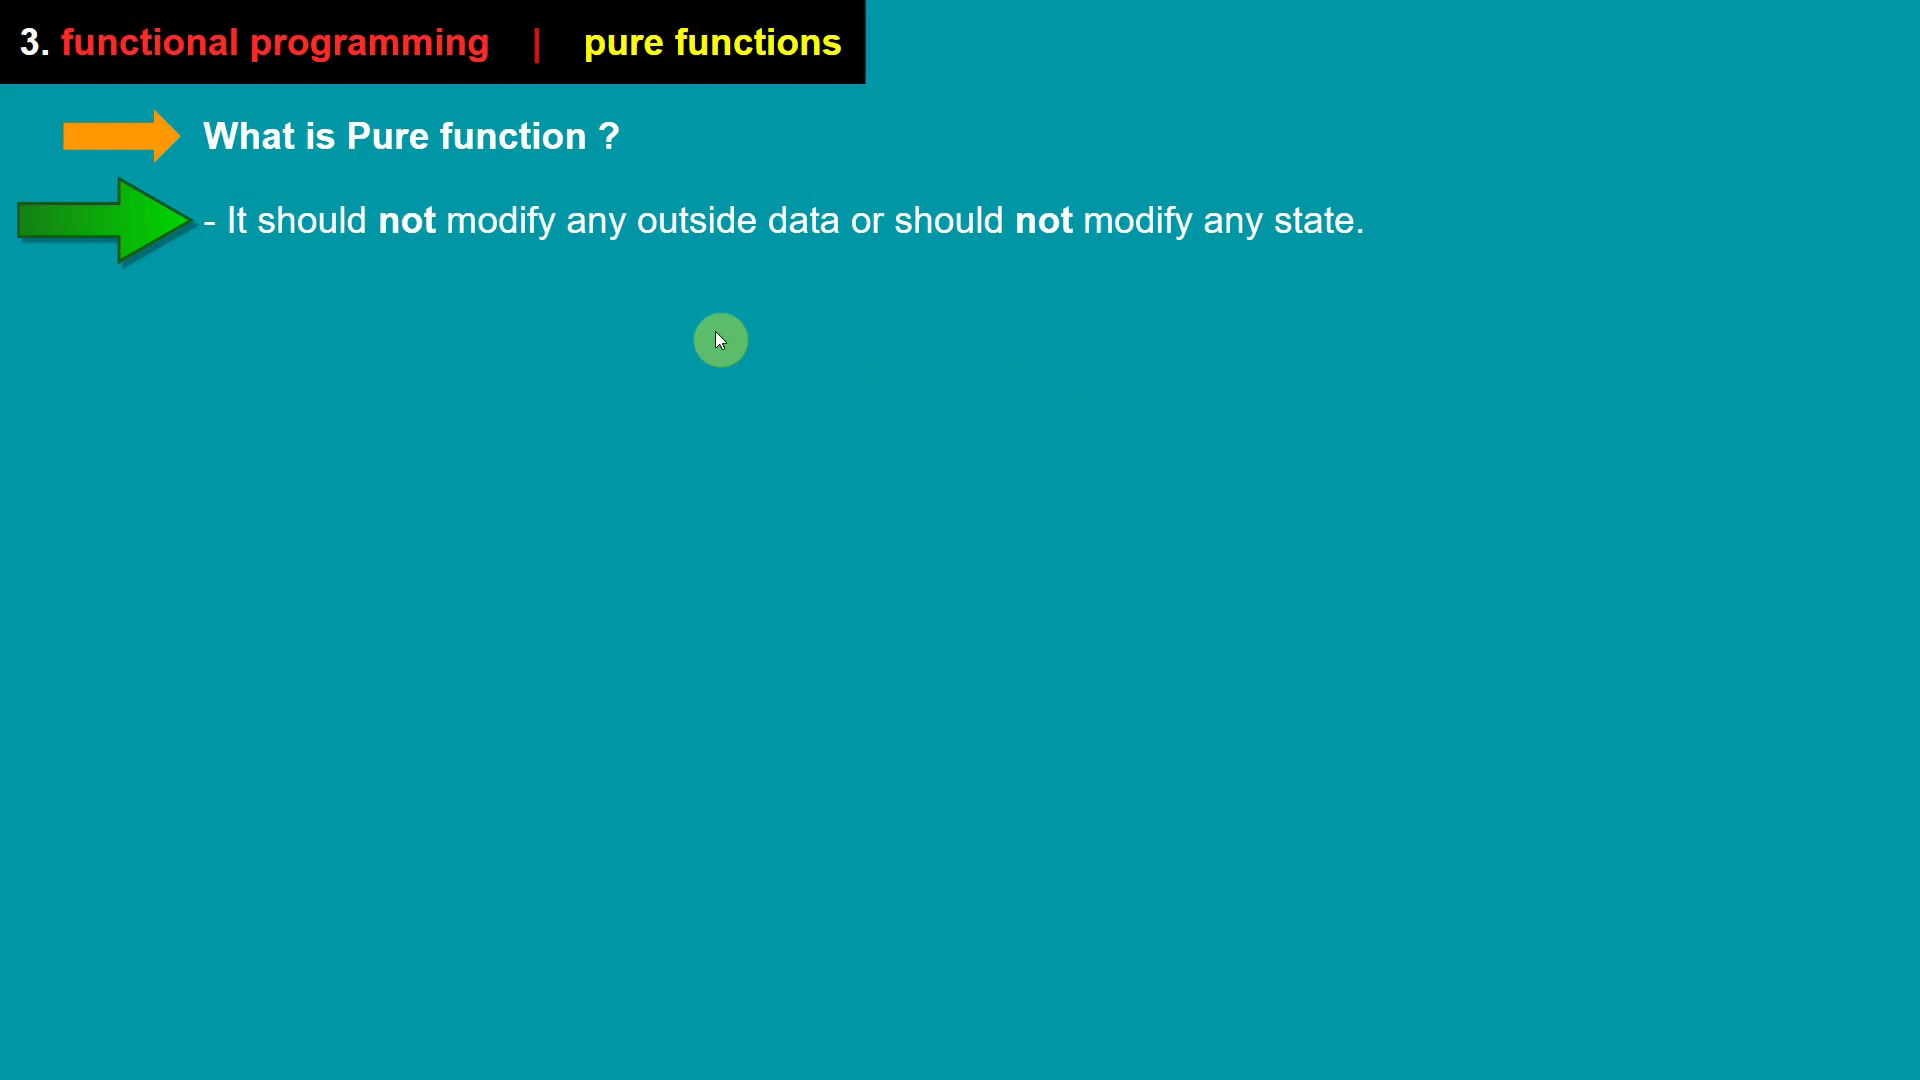 3. functional programming | pure functions
What is Pure function ?
- It should not modify any outside data or should not modify any state.